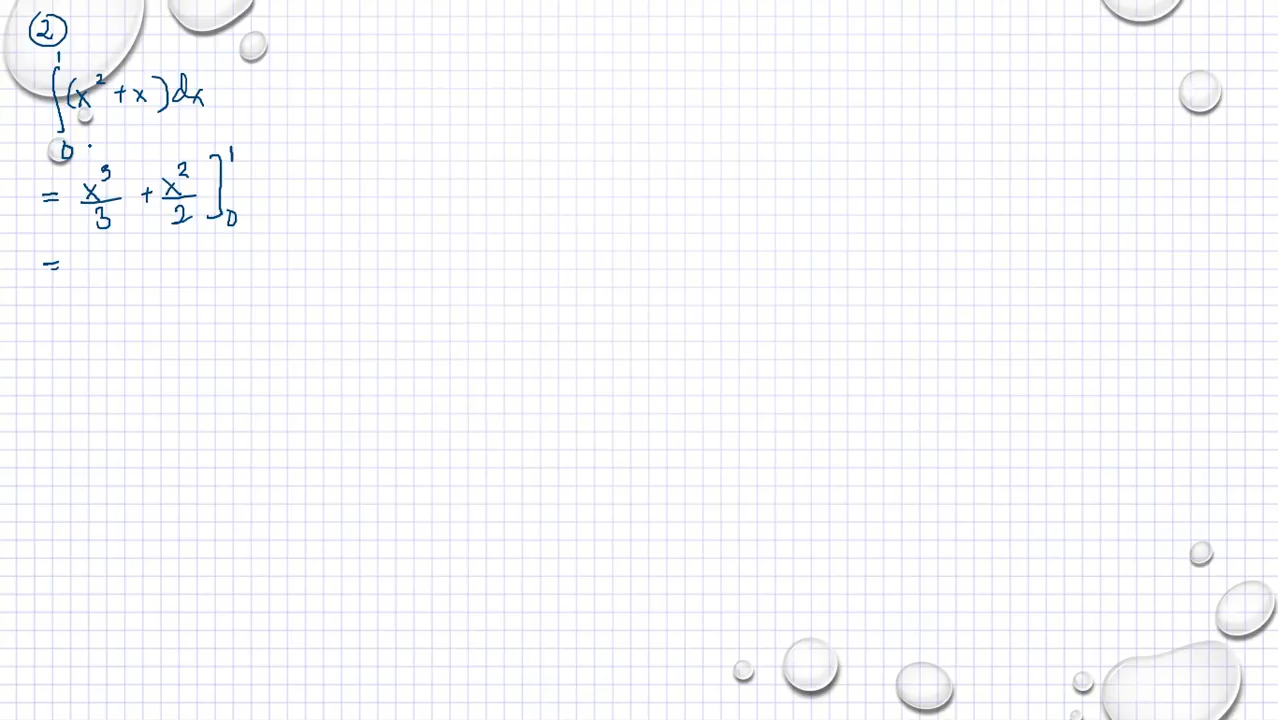 ②
∫₀¹ (x² + x) dx
= x³/3 + x²/2 ]₀¹
=